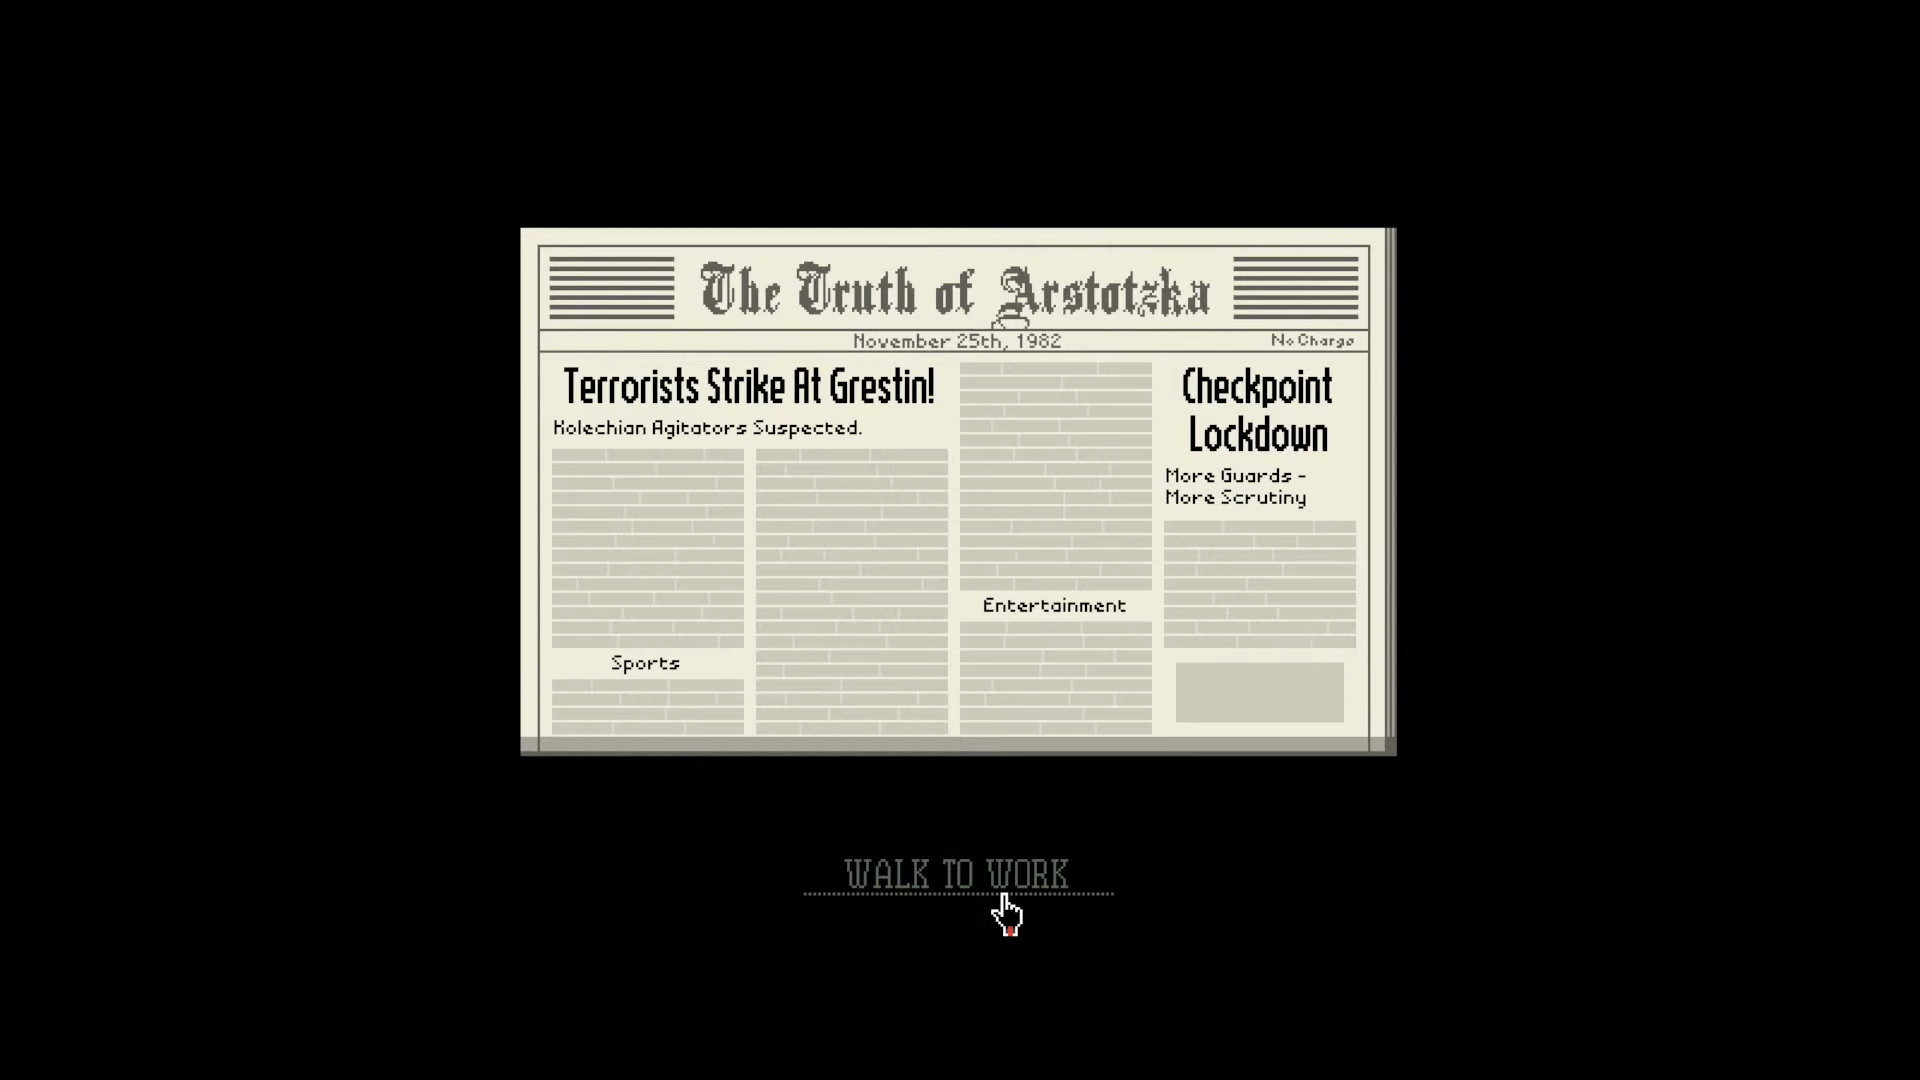 The Truth of Arstotzka
November 25th, 1982
No Charge
Terrorists Strike At Grestin!
Kolechian Agitators Suspected.
Sports
Entertainment
Checkpoint
Lockdown
More Guards -
More Scrutiny
WALK TO WORK